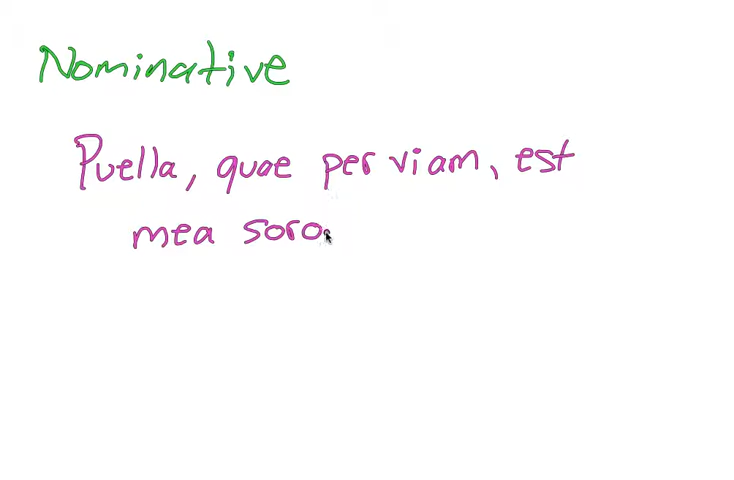 Nominative
Puella, quae per viam, est
mea soro